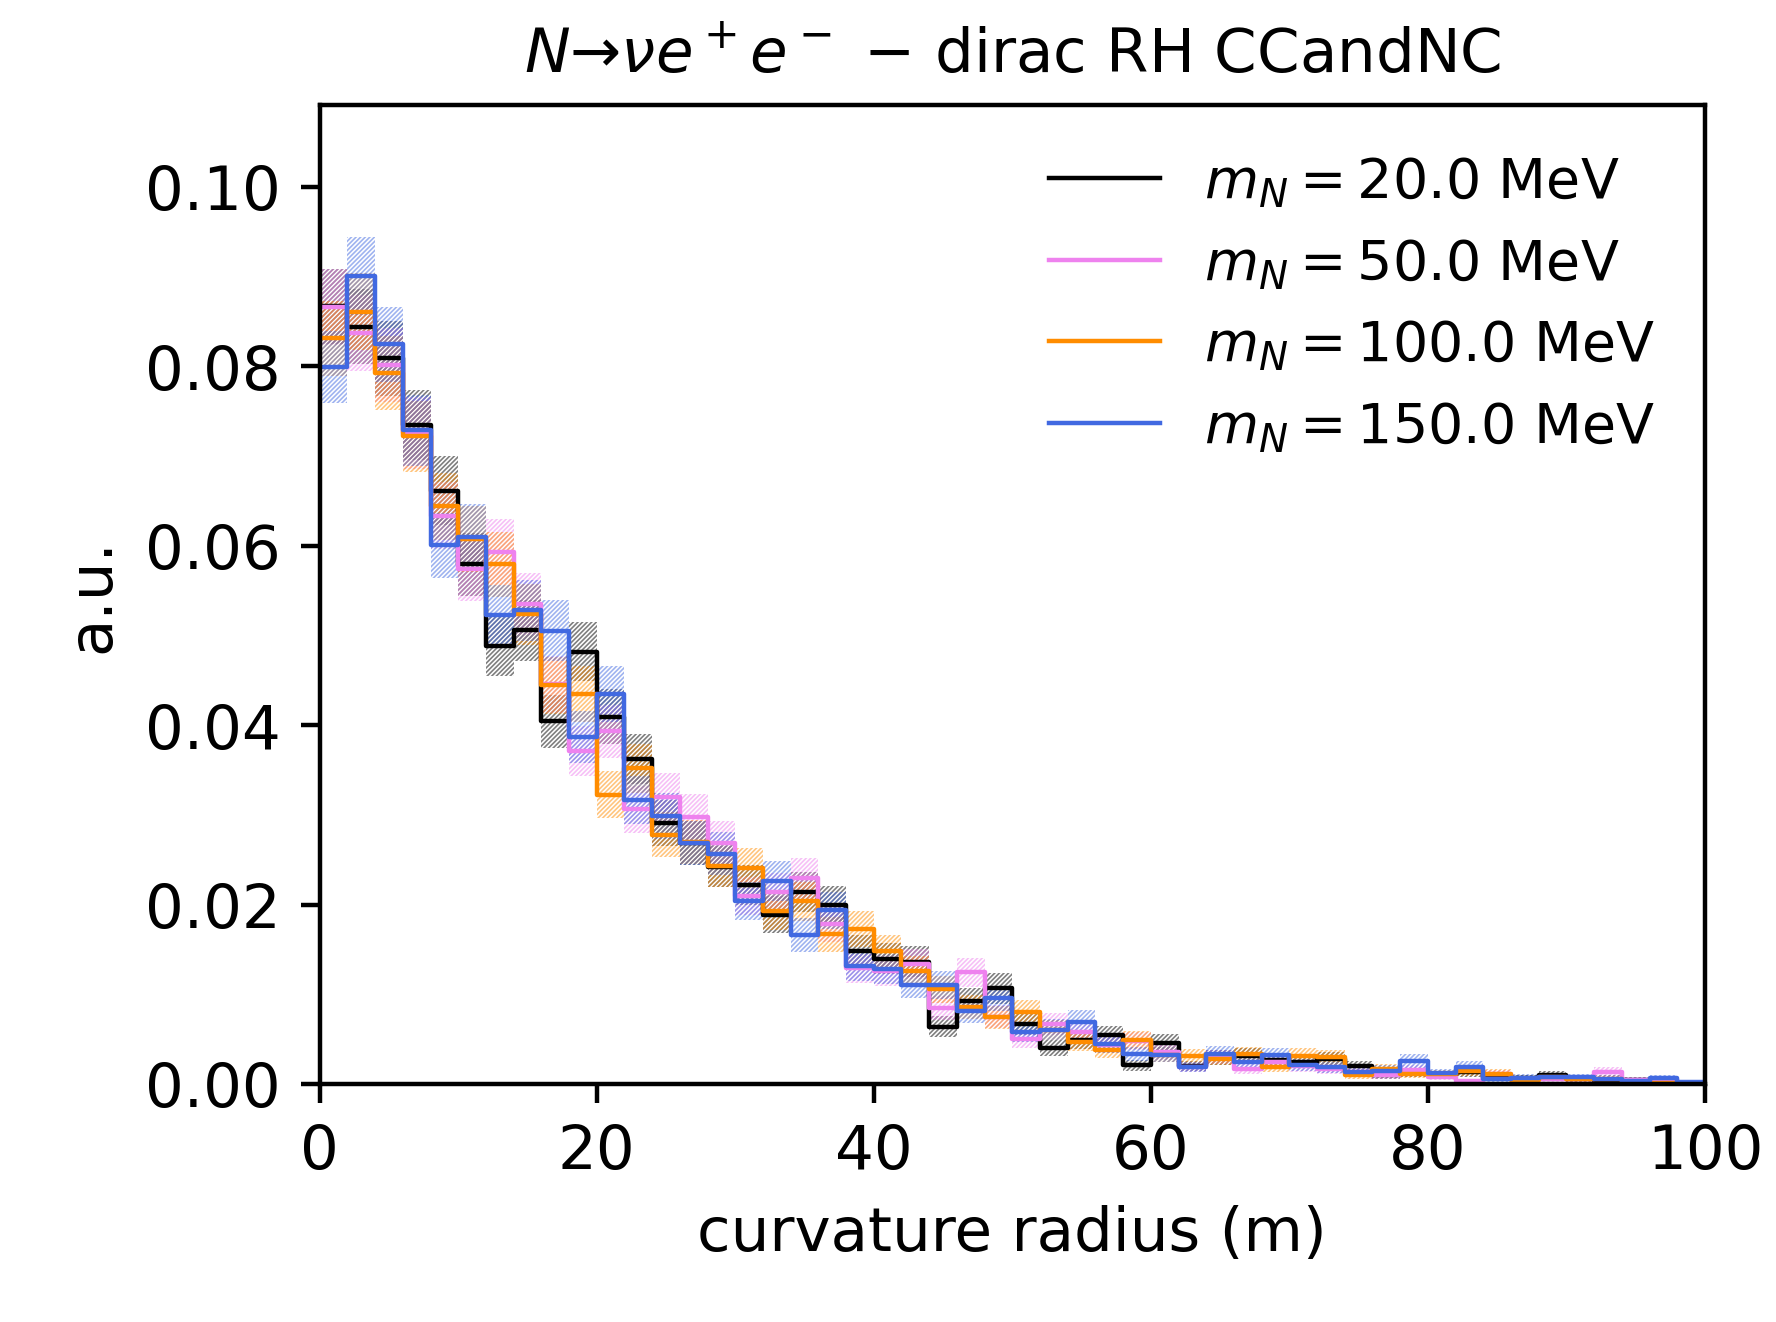 N→νe⁺e⁻ − dirac RH CCandNC
m_N = 20.0 MeV
m_N = 50.0 MeV
m_N = 100.0 MeV
m_N = 150.0 MeV
a.u.
0.10
0.08
0.06
0.04
0.02
0.00
0 20 40 60 80 100
curvature radius (m)